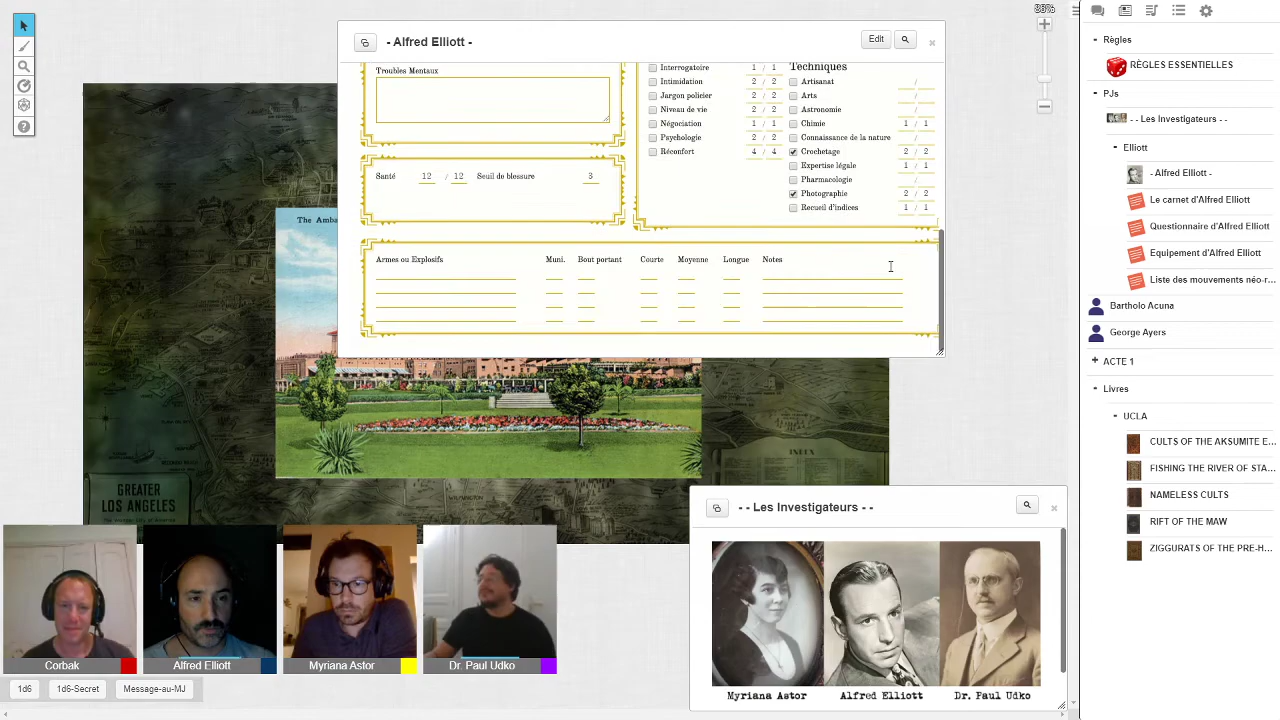 88%
- Alfred Elliott -
Edit
Troubles Mentaux
Santé 12 / 12 Seuil de blessure 3
Interrogatoire 1 / 1
Intimidation 2 / 2
Jargon policier 2 / 2
Niveau de vie 2 / 2
Négociation 1 / 1
Psychologie 2 / 2
Réconfort 4 / 4
Techniques
Artisanat /
Arts /
Astronomie /
Chimie 1 / 1
Connaissance de la nature /
Crochetage 2 / 2
Expertise légale 1 / 1
Pharmacologie /
Photographie 2 / 2
Recueil d'indices 1 / 1
Armes ou Explosifs Muni. Bout portant Courte Moyenne Longue Notes
The Amba
GREATER
LOS ANGELES
INDEX
Corbak
Alfred Elliott
Myriana Astor
Dr. Paul Udko
1d6
1d6-Secret
Message-au-MJ
- - Les Investigateurs - -
Myriana Astor
Alfred Elliott
Dr. Paul Udko
Règles
RÈGLES ESSENTIELLES
PJs
- - Les Investigateurs - -
Elliott
- Alfred Elliott -
Le carnet d'Alfred Elliott
Questionnaire d'Alfred Elliott
Equipement d'Alfred Elliott
Liste des mouvements néo-r...
Bartholo Acuna
George Ayers
ACTE 1
Livres
UCLA
CULTS OF THE AKSUMITE E...
FISHING THE RIVER OF STA...
NAMELESS CULTS
RIFT OF THE MAW
ZIGGURATS OF THE PRE-H...